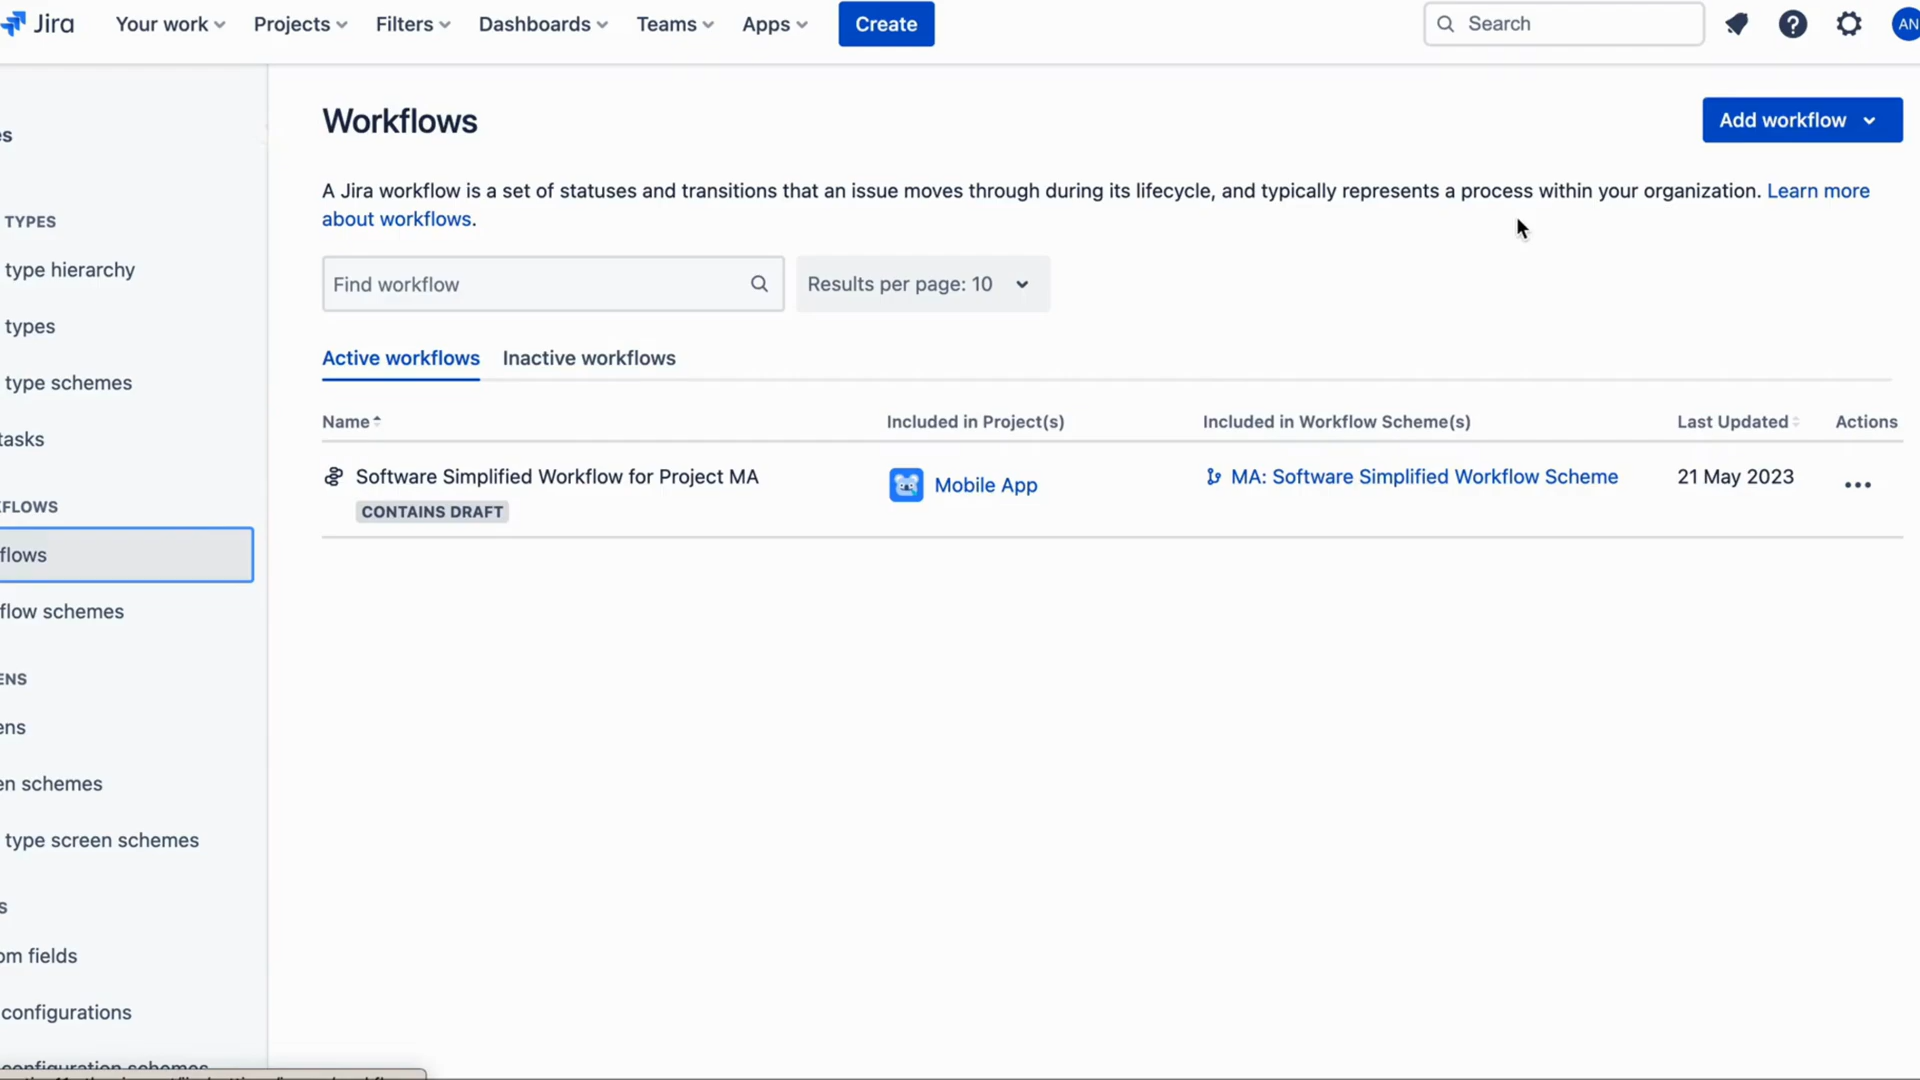 Jira
Your work
Projects
Filters
Dashboards
Teams
Apps
Create
Search
AN
es
TYPES
type hierarchy
types
type schemes
tasks
KFLOWS
flows
flow schemes
ENS
ens
en schemes
type screen schemes
S
om fields
configurations
configuration schemes
Workflows
Add workflow
A Jira workflow is a set of statuses and transitions that an issue moves through during its lifecycle, and typically represents a process within your organization. Learn more
about workflows.
Find workflow
Results per page: 10
Active workflows
Inactive workflows
Name
Included in Project(s)
Included in Workflow Scheme(s)
Last Updated
Actions
Software Simplified Workflow for Project MA
CONTAINS DRAFT
Mobile App
MA: Software Simplified Workflow Scheme
21 May 2023